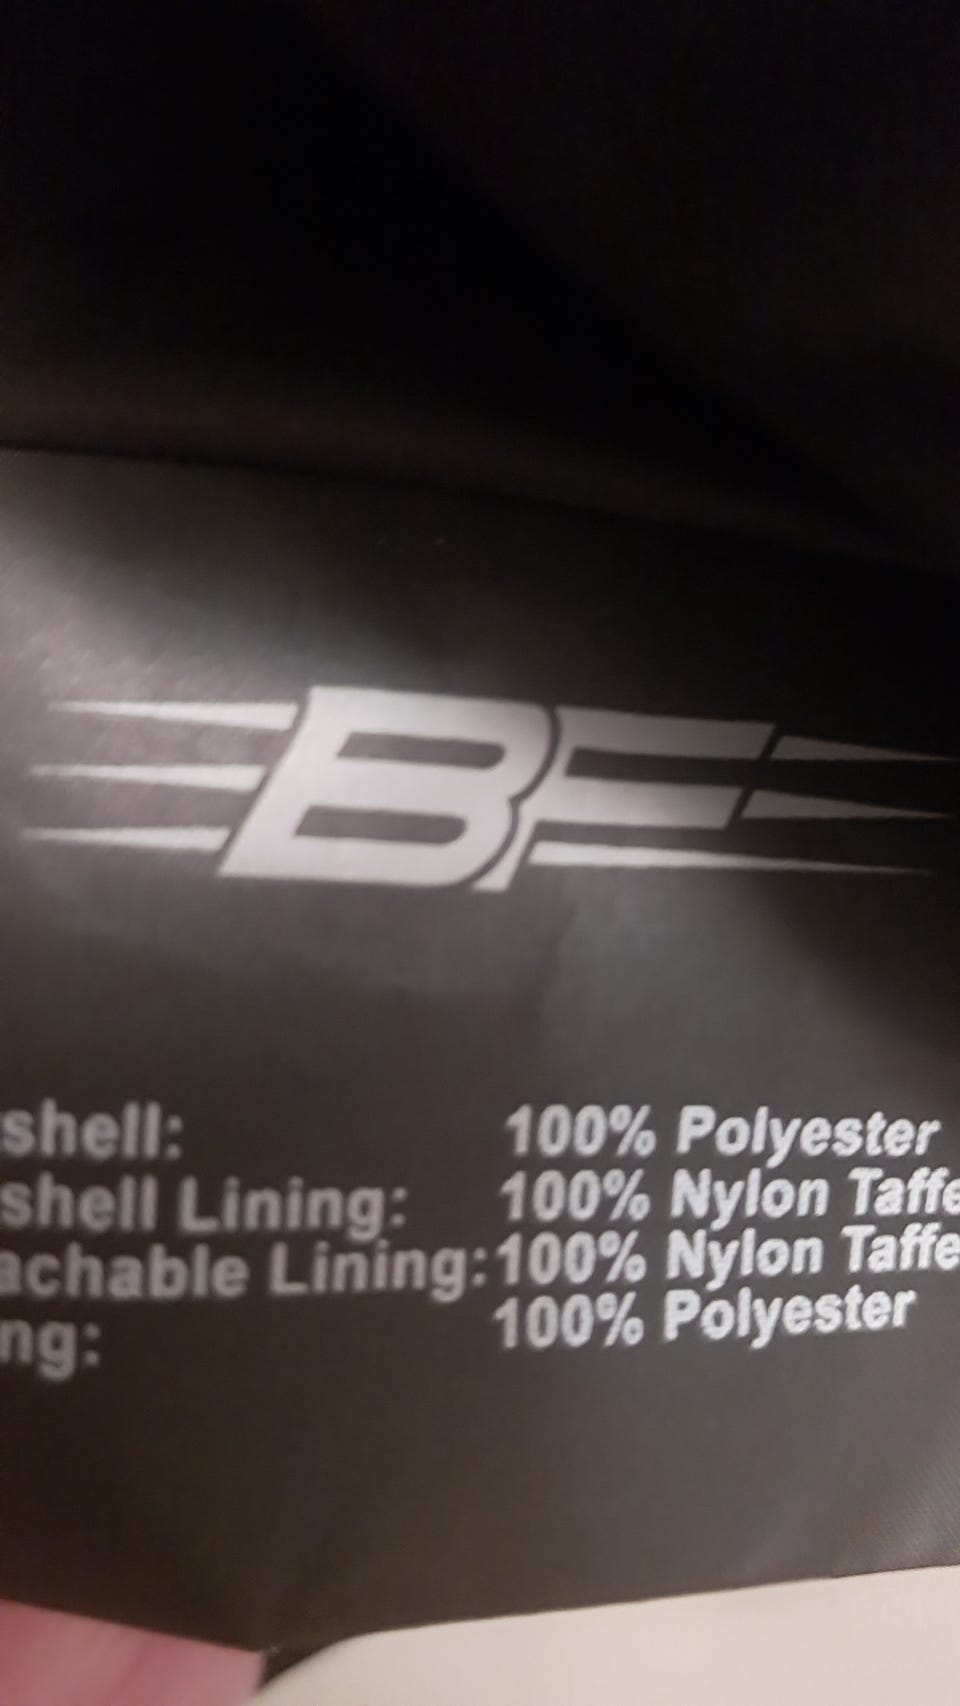 BF
shell: 100% Polyester
shell Lining: 100% Nylon Taffe
achable Lining: 100% Nylon Taffe
ng: 100% Polyester